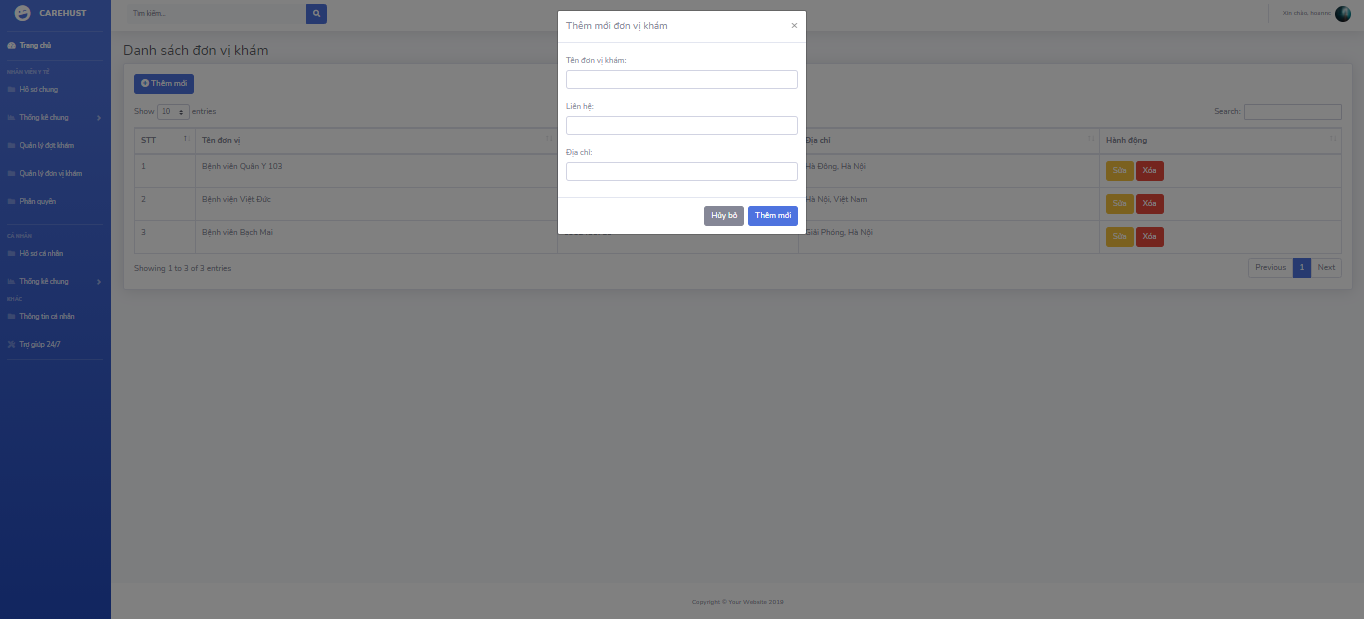 CAREHUST
Trang chủ
NHÂN VIÊN Y TẾ
Hồ sơ chung
Thống kê chung
Quản lý đợt khám
Quản lý đơn vị khám
Phân quyền
CÁ NHÂN
Hồ sơ cá nhân
Thống kê chung
KHÁC
Thông tin cá nhân
Trợ giúp 24/7
Tìm kiếm...
Xin chào, hoanm
Danh sách đơn vị khám
Thêm mới
Show 10 entries
Search:
STT Tên đơn vị Địa chỉ Hành động
1 Bệnh viên Quân Y 103 Hà Đông, Hà Nội Sửa Xóa
2 Bệnh viện Việt Đức Hà Nội, Việt Nam Sửa Xóa
3 Bệnh viên Bạch Mai Giải Phóng, Hà Nội Sửa Xóa
Showing 1 to 3 of 3 entries
Previous 1 Next
Thêm mới đơn vị khám ×
Tên đơn vị khám:
Liên hệ:
Địa chỉ:
Hủy bỏ Thêm mới
Copyright © Your Website 2019